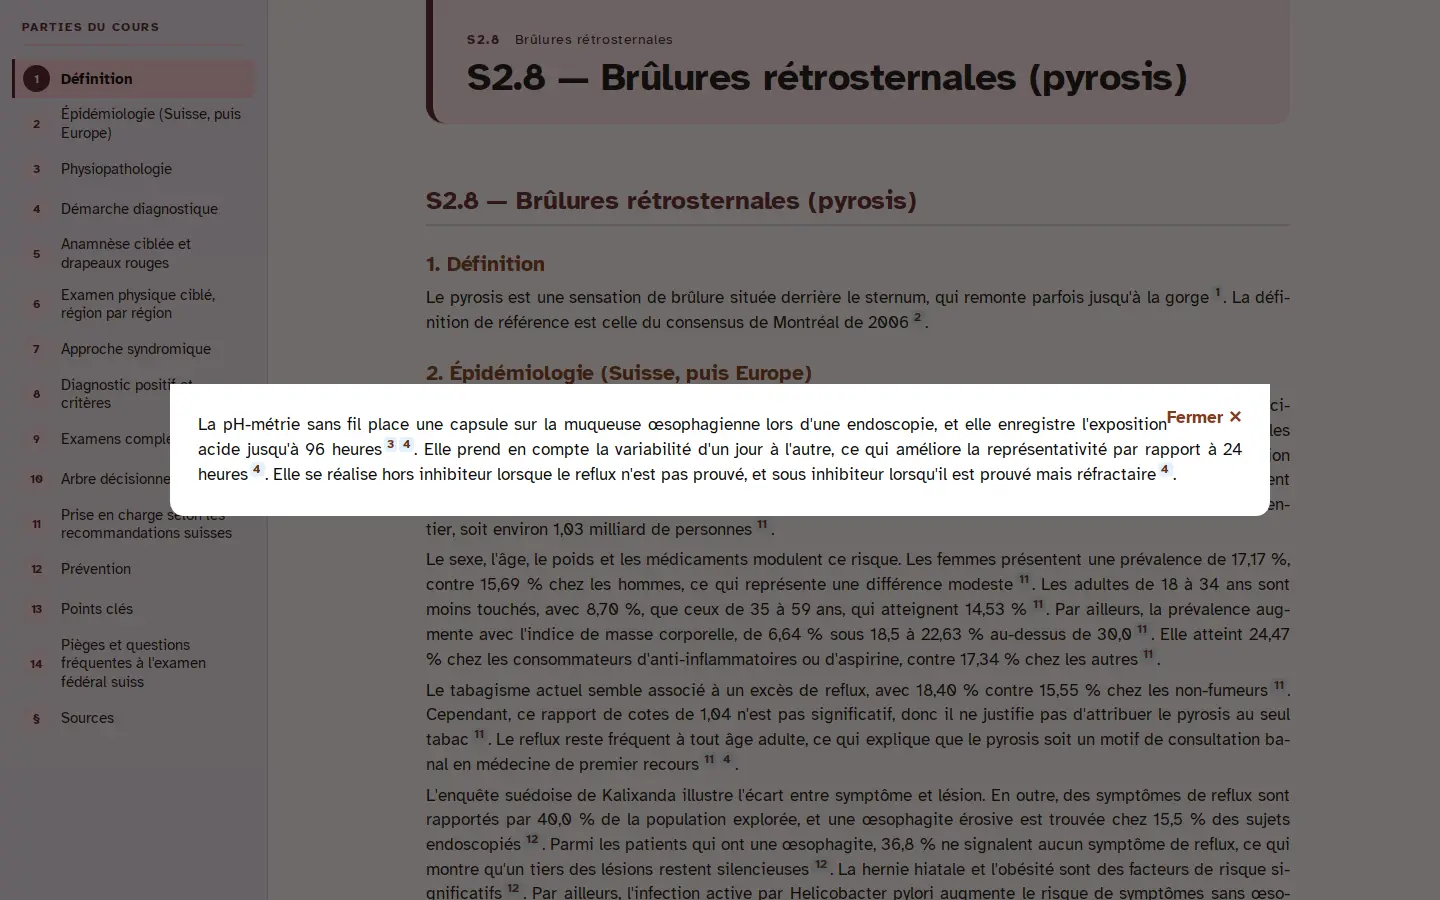 PARTIES DU COURS
1 Définition
2 Épidémiologie (Suisse, puis
Europe)
3 Physiopathologie
4 Démarche diagnostique
5 Anamnèse ciblée et
drapeaux rouges
6 Examen physique ciblé,
région par région
7 Approche syndromique
8 Diagnostic positif et
critères
9 Examens comple
10 Arbre décisionne
11 Prise en charge selon les
recommandations suisses
12 Prévention
13 Points clés
14 Pièges et questions
fréquentes à l'examen
fédéral suiss
§ Sources
S2.8 Brûlures rétrosternales
S2.8 — Brûlures rétrosternales (pyrosis)
S2.8 — Brûlures rétrosternales (pyrosis)
1. Définition
Le pyrosis est une sensation de brûlure située derrière le sternum, qui remonte parfois jusqu'à la gorge 1. La défi-
nition de référence est celle du consensus de Montréal de 2006 2.
2. Épidémiologie (Suisse, puis Europe)
ci-
les
ion
ent
en-
Fermer ✕
La pH-métrie sans fil place une capsule sur la muqueuse œsophagienne lors d'une endoscopie, et elle enregistre l'exposition
acide jusqu'à 96 heures 3 4. Elle prend en compte la variabilité d'un jour à l'autre, ce qui améliore la représentativité par rapport à 24
heures 4. Elle se réalise hors inhibiteur lorsque le reflux n'est pas prouvé, et sous inhibiteur lorsqu'il est prouvé mais réfractaire 4.
tier, soit environ 1,03 milliard de personnes 11.
Le sexe, l'âge, le poids et les médicaments modulent ce risque. Les femmes présentent une prévalence de 17,17 %,
contre 15,69 % chez les hommes, ce qui représente une différence modeste 11. Les adultes de 18 à 34 ans sont
moins touchés, avec 8,70 %, que ceux de 35 à 59 ans, qui atteignent 14,53 % 11. Par ailleurs, la prévalence aug-
mente avec l'indice de masse corporelle, de 6,64 % sous 18,5 à 22,63 % au-dessus de 30,0 11. Elle atteint 24,47
% chez les consommateurs d'anti-inflammatoires ou d'aspirine, contre 17,34 % chez les autres 11.
Le tabagisme actuel semble associé à un excès de reflux, avec 18,40 % contre 15,55 % chez les non-fumeurs 11.
Cependant, ce rapport de cotes de 1,04 n'est pas significatif, donc il ne justifie pas d'attribuer le pyrosis au seul
tabac 11. Le reflux reste fréquent à tout âge adulte, ce qui explique que le pyrosis soit un motif de consultation ba-
nal en médecine de premier recours 11 4.
L'enquête suédoise de Kalixanda illustre l'écart entre symptôme et lésion. En outre, des symptômes de reflux sont
rapportés par 40,0 % de la population explorée, et une œsophagite érosive est trouvée chez 15,5 % des sujets
endoscopiés 12. Parmi les patients qui ont une œsophagite, 36,8 % ne signalent aucun symptôme de reflux, ce qui
montre qu'un tiers des lésions restent silencieuses 12. La hernie hiatale et l'obésité sont des facteurs de risque si-
gnificatifs 12. Par ailleurs, l'infection active par Helicobacter pylori augmente le risque de symptômes sans œso-